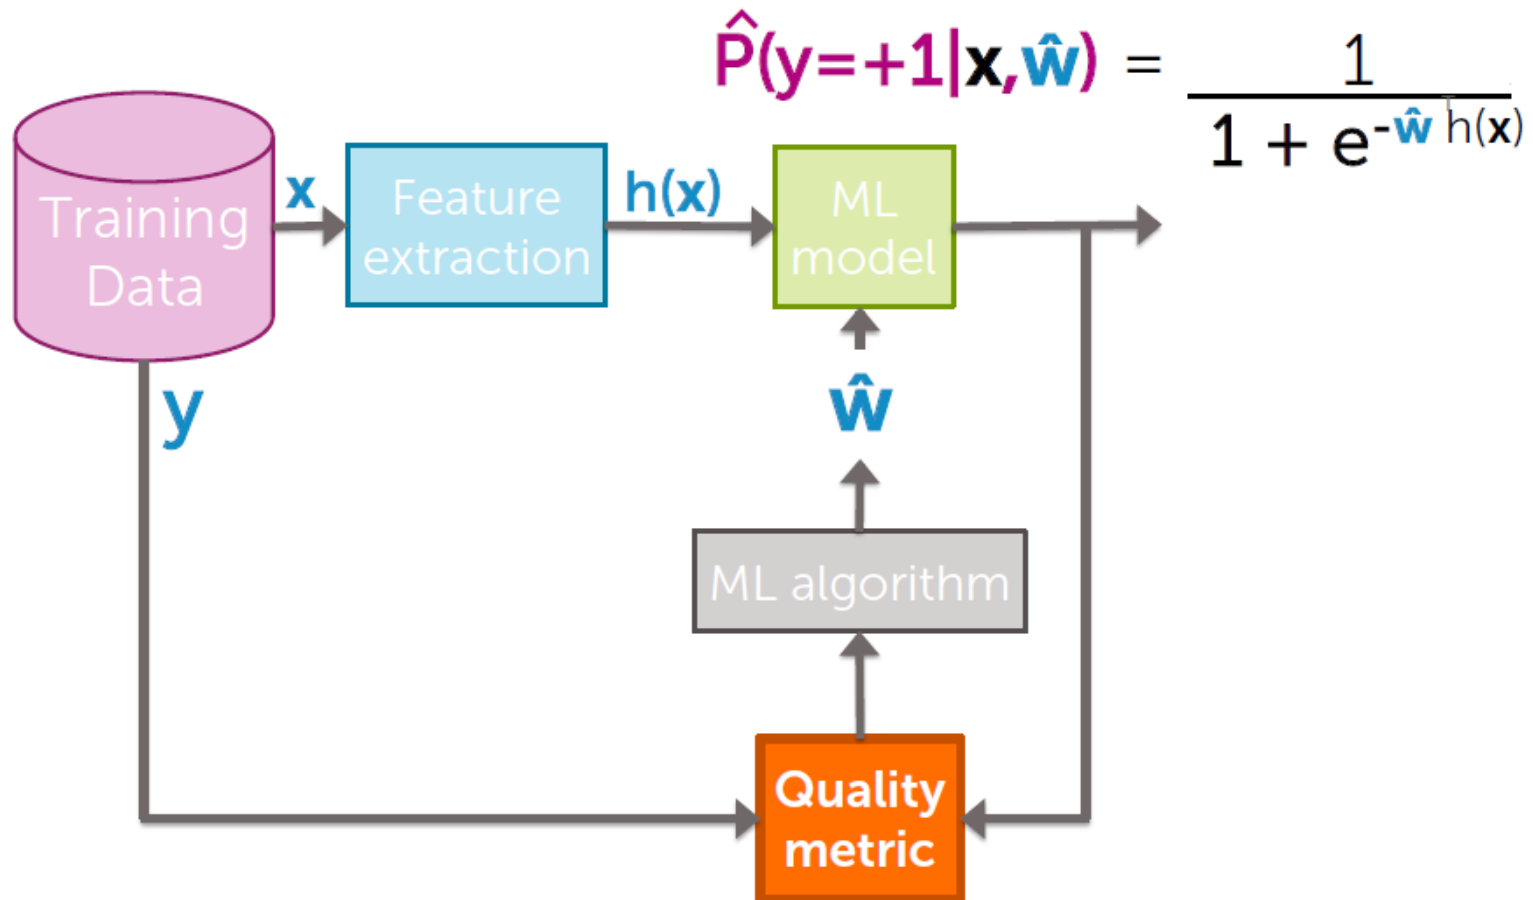 P̂(y=+1|x,ŵ) = 1
1 + e^-ŵ^T h(x)
Training
Data
x
Feature
extraction
h(x)
ML
model
y
ŵ
ML algorithm
Quality
metric